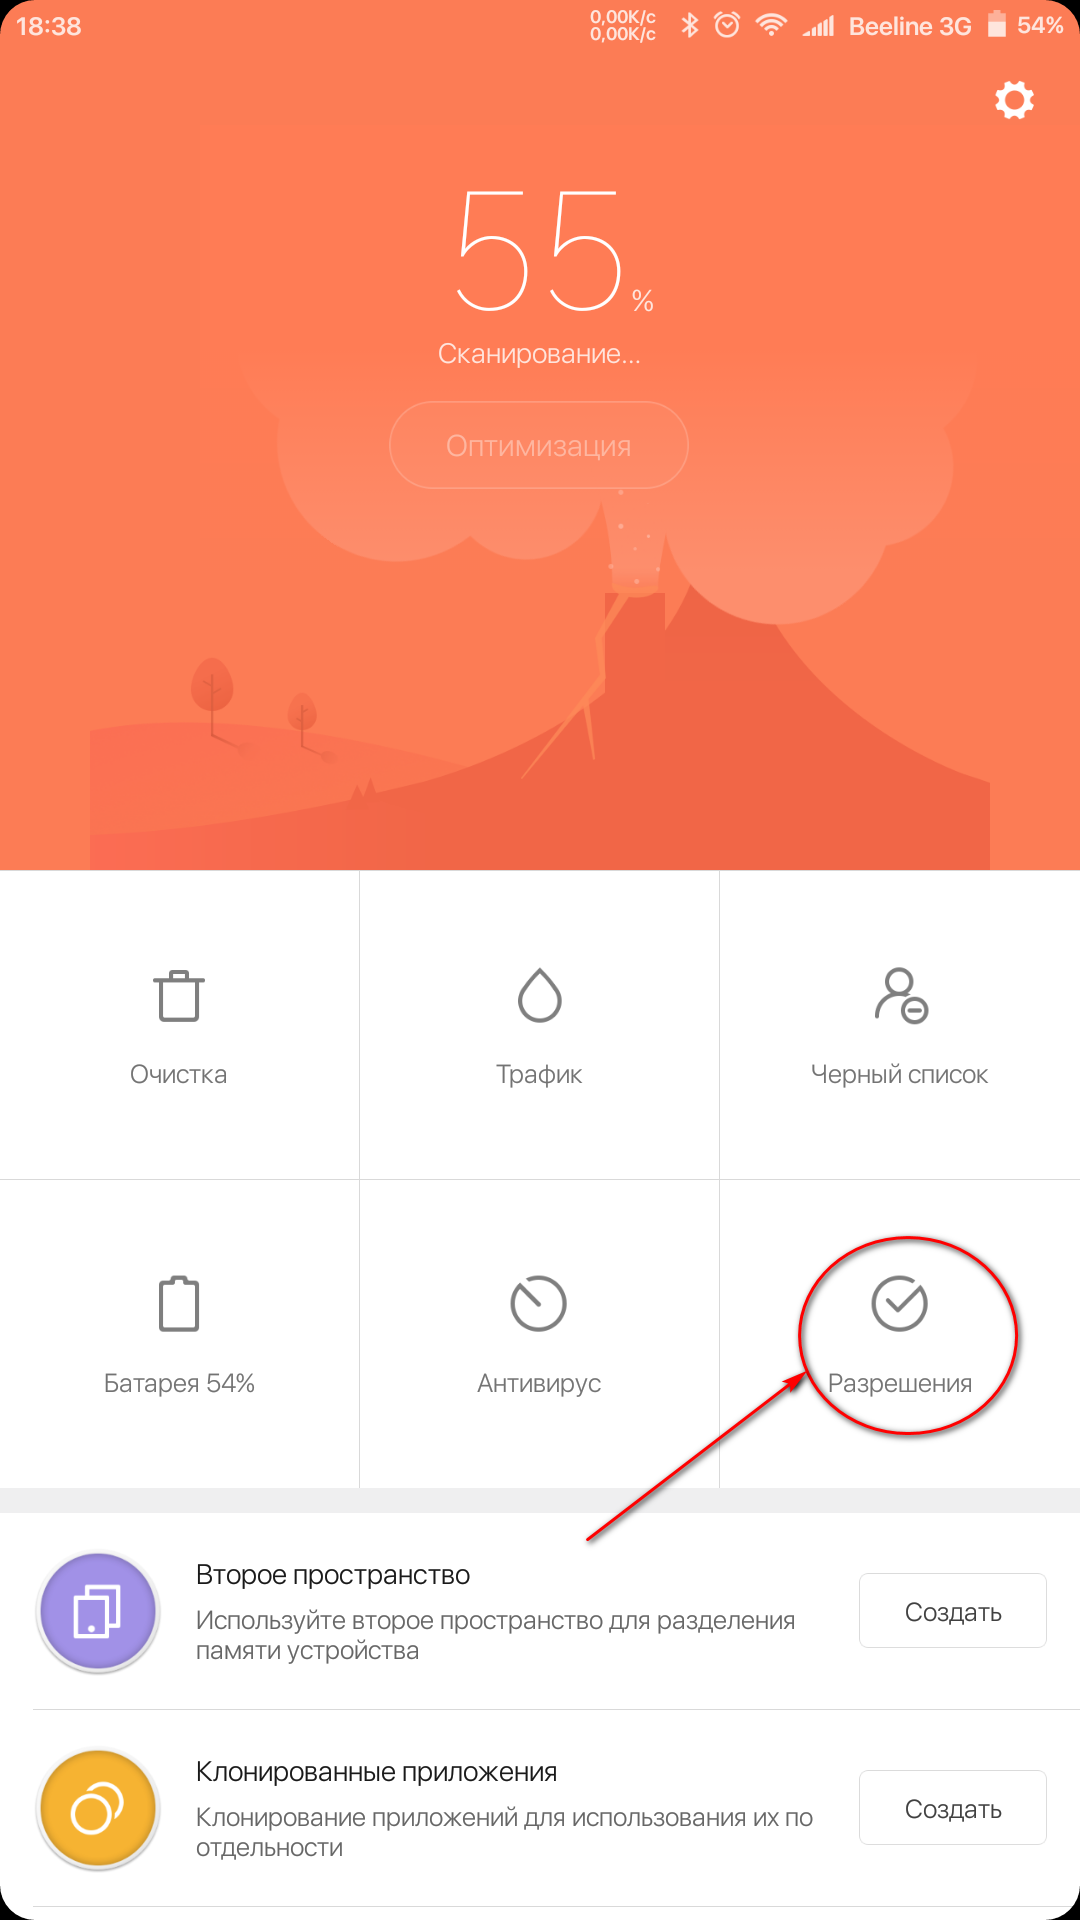 18:38
0,00K/c
0,00K/c
Beeline 3G
54%
55
%
Сканирование...
Оптимизация
Очистка
Трафик
Черный список
Батарея 54%
Антивирус
Разрешения
Второе пространство
Используйте второе пространство для разделения
памяти устройства
Создать
Клонированные приложения
Клонирование приложений для использования их по
отдельности
Создать